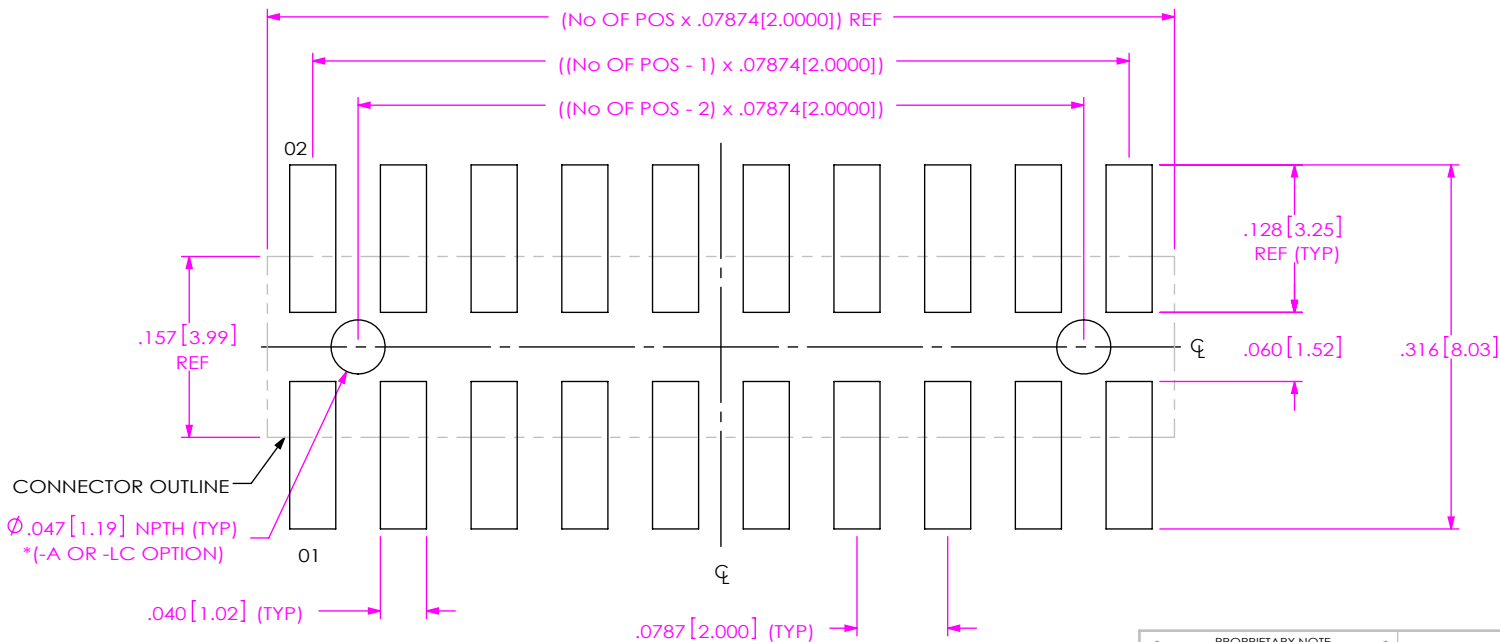 (No OF POS x .07874[2.0000]) REF
((No OF POS - 1) x .07874[2.0000])
((No OF POS - 2) x .07874[2.0000])
02
.128[3.25]
REF (TYP)
.157[3.99]
REF
℄
.060[1.52]
.316[8.03]
CONNECTOR OUTLINE
Ø.047[1.19] NPTH (TYP)
*(-A OR -LC OPTION)
01
℄
.040[1.02] (TYP)
.0787[2.000] (TYP)
PROPRIETARY NOTE